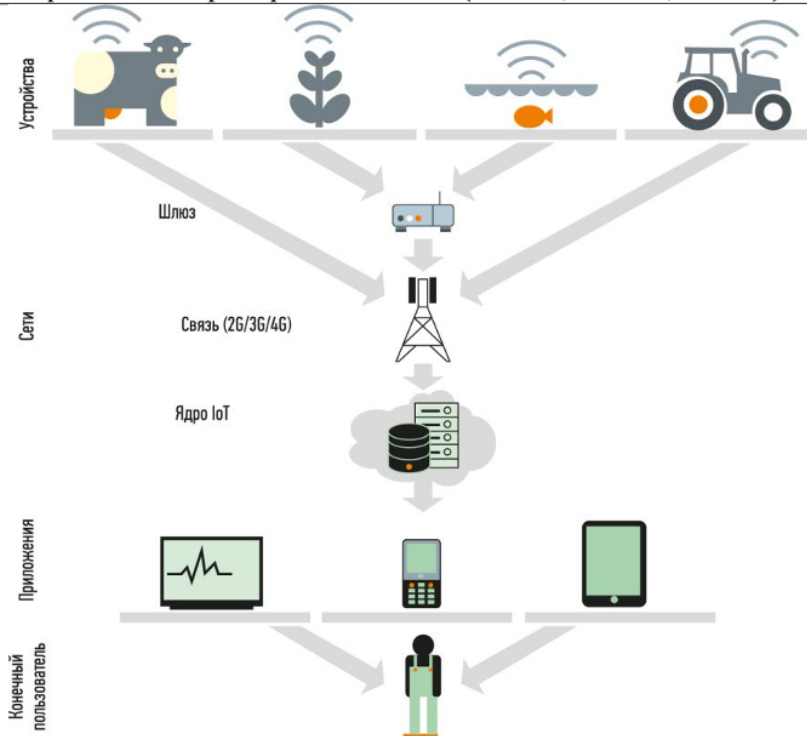 Устройства
Шлюз
Сети
Связь (2G/3G/4G)
Ядро IoT
Приложения
Конечный
пользователь